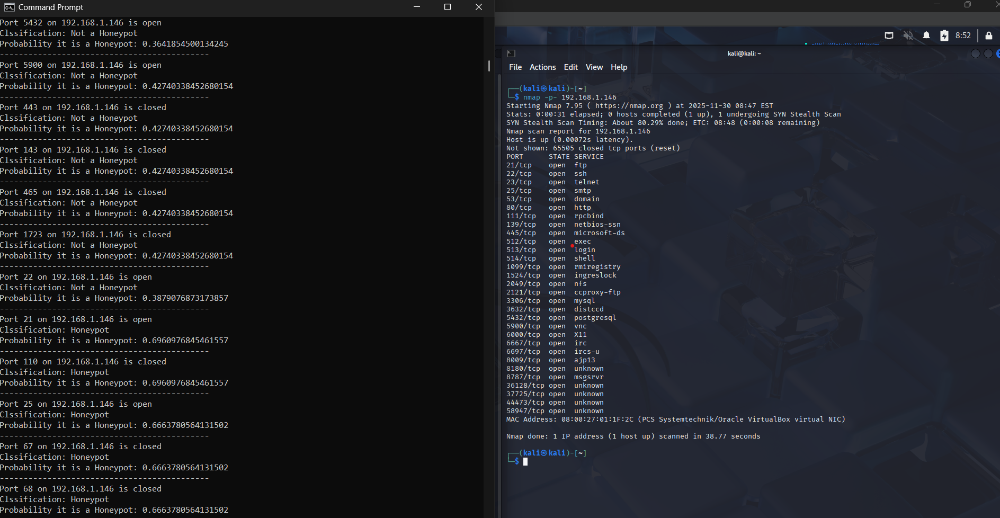 Command Prompt
Port 5432 on 192.168.1.146 is open
Clssification: Not a Honeypot
Probability it is a Honeypot: 0.3641854500134245
--------------------------------------------
Port 5900 on 192.168.1.146 is open
Clssification: Not a Honeypot
Probability it is a Honeypot: 0.42740338452680154
--------------------------------------------
Port 443 on 192.168.1.146 is closed
Clssification: Not a Honeypot
Probability it is a Honeypot: 0.42740338452680154
--------------------------------------------
Port 143 on 192.168.1.146 is closed
Clssification: Not a Honeypot
Probability it is a Honeypot: 0.42740338452680154
--------------------------------------------
Port 465 on 192.168.1.146 is closed
Clssification: Not a Honeypot
Probability it is a Honeypot: 0.42740338452680154
--------------------------------------------
Port 1723 on 192.168.1.146 is closed
Clssification: Not a Honeypot
Probability it is a Honeypot: 0.42740338452680154
--------------------------------------------
Port 22 on 192.168.1.146 is open
Clssification: Not a Honeypot
Probability it is a Honeypot: 0.3879076873173857
--------------------------------------------
Port 21 on 192.168.1.146 is open
Clssification: Honeypot
Probability it is a Honeypot: 0.6960976845461557
--------------------------------------------
Port 110 on 192.168.1.146 is closed
Clssification: Honeypot
Probability it is a Honeypot: 0.6960976845461557
--------------------------------------------
Port 25 on 192.168.1.146 is open
Clssification: Honeypot
Probability it is a Honeypot: 0.6663780564131502
--------------------------------------------
Port 67 on 192.168.1.146 is closed
Clssification: Honeypot
Probability it is a Honeypot: 0.6663780564131502
--------------------------------------------
Port 68 on 192.168.1.146 is closed
Clssification: Honeypot
Probability it is a Honeypot: 0.6663780564131502
8:52
kali@kali: ~
File Actions Edit View Help
┌──(kali㉿kali)-[~]
└─$ nmap -p- 192.168.1.146
Starting Nmap 7.95 ( https://nmap.org ) at 2025-11-30 08:47 EST
Stats: 0:00:31 elapsed; 0 hosts completed (1 up), 1 undergoing SYN Stealth Scan
SYN Stealth Scan Timing: About 80.29% done; ETC: 08:48 (0:00:08 remaining)
Nmap scan report for 192.168.1.146
Host is up (0.00072s latency).
Not shown: 65505 closed tcp ports (reset)
PORT STATE SERVICE
21/tcp open ftp
22/tcp open ssh
23/tcp open telnet
25/tcp open smtp
53/tcp open domain
80/tcp open http
111/tcp open rpcbind
139/tcp open netbios-ssn
445/tcp open microsoft-ds
512/tcp open exec
513/tcp open login
514/tcp open shell
1099/tcp open rmiregistry
1524/tcp open ingreslock
2049/tcp open nfs
2121/tcp open ccproxy-ftp
3306/tcp open mysql
3632/tcp open distccd
5432/tcp open postgresql
5900/tcp open vnc
6000/tcp open X11
6667/tcp open irc
6697/tcp open ircs-u
8009/tcp open ajp13
8180/tcp open unknown
8787/tcp open msgsrvr
36128/tcp open unknown
37725/tcp open unknown
44473/tcp open unknown
58947/tcp open unknown
MAC Address: 08:00:27:01:1F:2C (PCS Systemtechnik/Oracle VirtualBox virtual NIC)
Nmap done: 1 IP address (1 host up) scanned in 38.77 seconds
┌──(kali㉿kali)-[~]
└─$